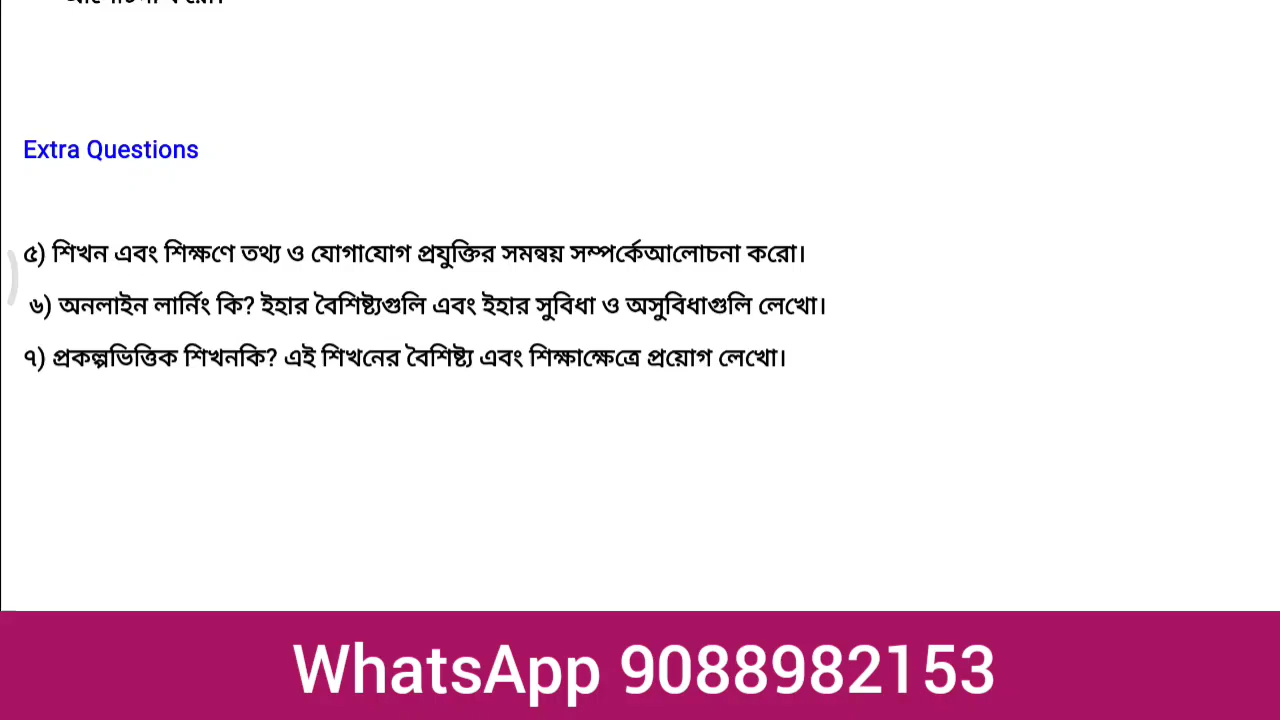 Extra Questions
৫) শিখন এবং শিক্ষণে তথ্য ও যোগাযোগ প্রযুক্তির সমন্বয় সম্পর্কেআলোচনা করো।
৬) অনলাইন লার্নিং কি? ইহার বৈশিষ্ট্যগুলি এবং ইহার সুবিধা ও অসুবিধাগুলি লেখো।
৭) প্রকল্পভিত্তিক শিখনকি? এই শিখনের বৈশিষ্ট্য এবং শিক্ষাক্ষেত্রে প্রয়োগ লেখো।
WhatsApp 9088982153